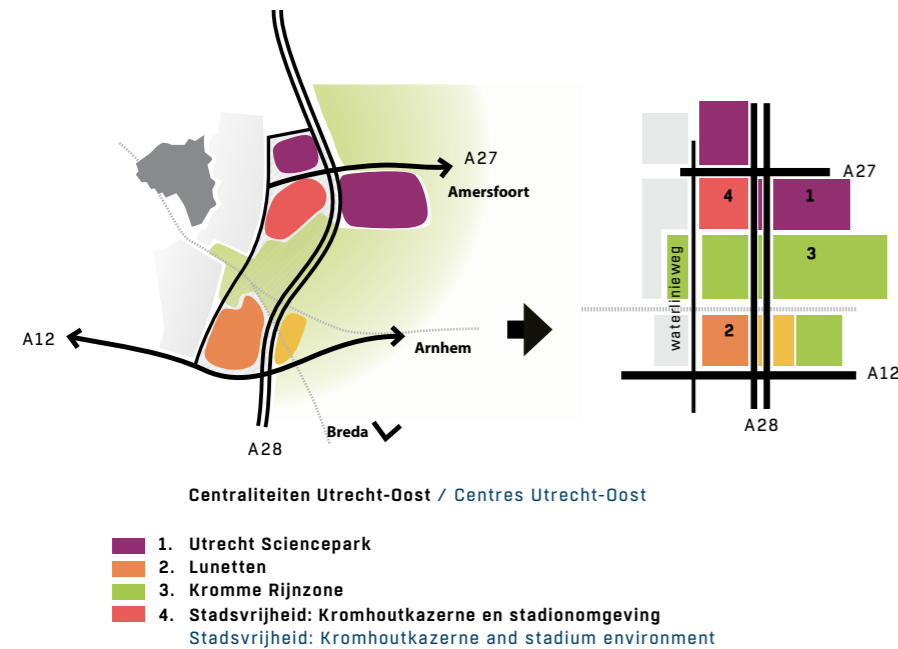 A27
Amersfoort
A12
Arnhem
Breda
A28
A27
4
1
3
waterlinieweg
2
A12
A28
Centraliteiten Utrecht-Oost / Centres Utrecht-Oost
1. Utrecht Sciencepark
2. Lunetten
3. Kromme Rijnzone
4. Stadsvrijheid: Kromhoutkazerne en stadionomgeving
Stadsvrijheid: Kromhoutkazerne and stadium environment